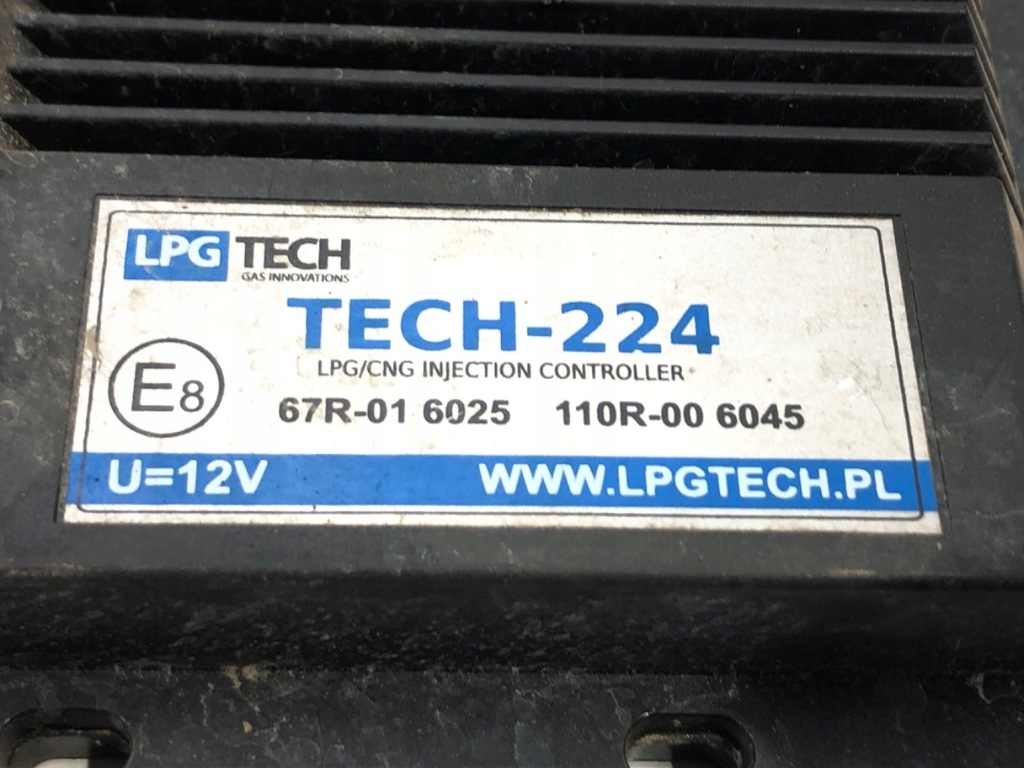 LPG TECH
GAS INNOVATIONS
TECH-224
LPG/CNG INJECTION CONTROLLER
E8
67R-01 6025 110R-00 6045
U=12V WWW.LPGTECH.PL